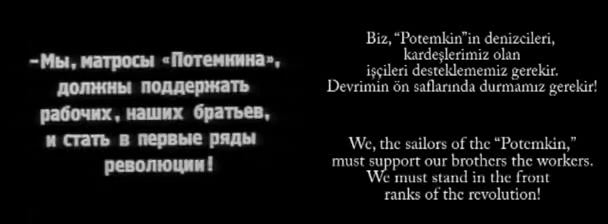 –Мы, матросы «Потемкина»,
должны поддержать
рабочих, наших братьев,
и стать в первые ряды
революции!
Biz, “Potemkin”in denizcileri,
kardeşlerimiz olan
işçileri desteklememiz gerekir.
Devrimin ön saflarında durmamız gerekir!
We, the sailors of the “Potemkin,”
must support our brothers the workers.
We must stand in the front
ranks of the revolution!